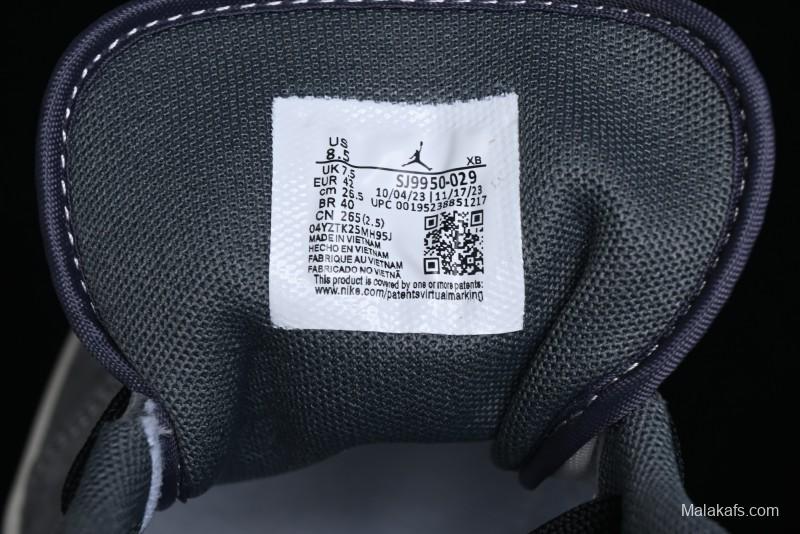 US
8.5
XB
UK 7.5
EUR 42
cm 26.5
BR 40
CN 265(2.5)
SJ9950-029
10/04/23 | 11/17/23
UPC 00195238851217
04YZTK25MH95J
MADE IN VIETNAM
HECHO EN VIETNAM
FABRIQUE AU VIETNAM
FABRICADO NO VIETNÃ
This product is covered by one or more patents:
www.nike.com/patentsvirtualmarking
Malakafs.com